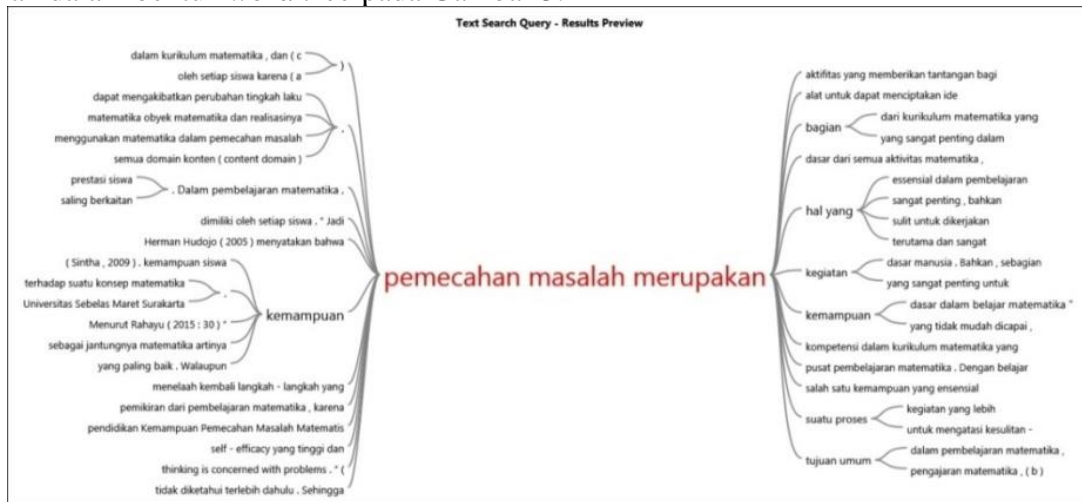 Text Search Query - Results Preview
dalam kurikulum matematika , dan ( c
oleh setiap siswa karena ( a
)
dapat mengakibatkan perubahan tingkah laku
matematika obyek matematika dan realisasinya
menggunakan matematika dalam pemecahan masalah
semua domain konten ( content domain )
.
prestasi siswa
saling berkaitan
. Dalam pembelajaran matematika ,
dimiliki oleh setiap siswa . " Jadi
Herman Hudojo ( 2005 ) menyatakan bahwa
( Sintha , 2009 ) . kemampuan siswa
terhadap suatu konsep matematika
Universitas Sebelas Maret Surakarta
.
Menurut Rahayu ( 2015 : 30 ) "
sebagai jantungnya matematika artinya
yang paling baik . Walaupun
kemampuan
menelaah kembali langkah - langkah yang
pemikiran dari pembelajaran matematika , karena
pendidikan Kemampuan Pemecahan Masalah Matematis
self - efficacy yang tinggi dan
thinking is concerned with problems . " (
tidak diketahui terlebih dahulu . Sehingga
pemecahan masalah merupakan
aktifitas yang memberikan tantangan bagi
alat untuk dapat menciptakan ide
bagian
dari kurikulum matematika yang
yang sangat penting dalam
dasar dari semua aktivitas matematika ,
hal yang
essensial dalam pembelajaran
sangat penting , bahkan
sulit untuk dikerjakan
terutama dan sangat
kegiatan
dasar manusia . Bahkan , sebagian
yang sangat penting untuk
kemampuan
dasar dalam belajar matematika "
yang tidak mudah dicapai ,
kompetensi dalam kurikulum matematika yang
pusat pembelajaran matematika . Dengan belajar
salah satu kemampuan yang ensensial
suatu proses
kegiatan yang lebih
untuk mengatasi kesulitan -
tujuan umum
dalam pembelajaran matematika ,
pengajaran matematika , ( b )